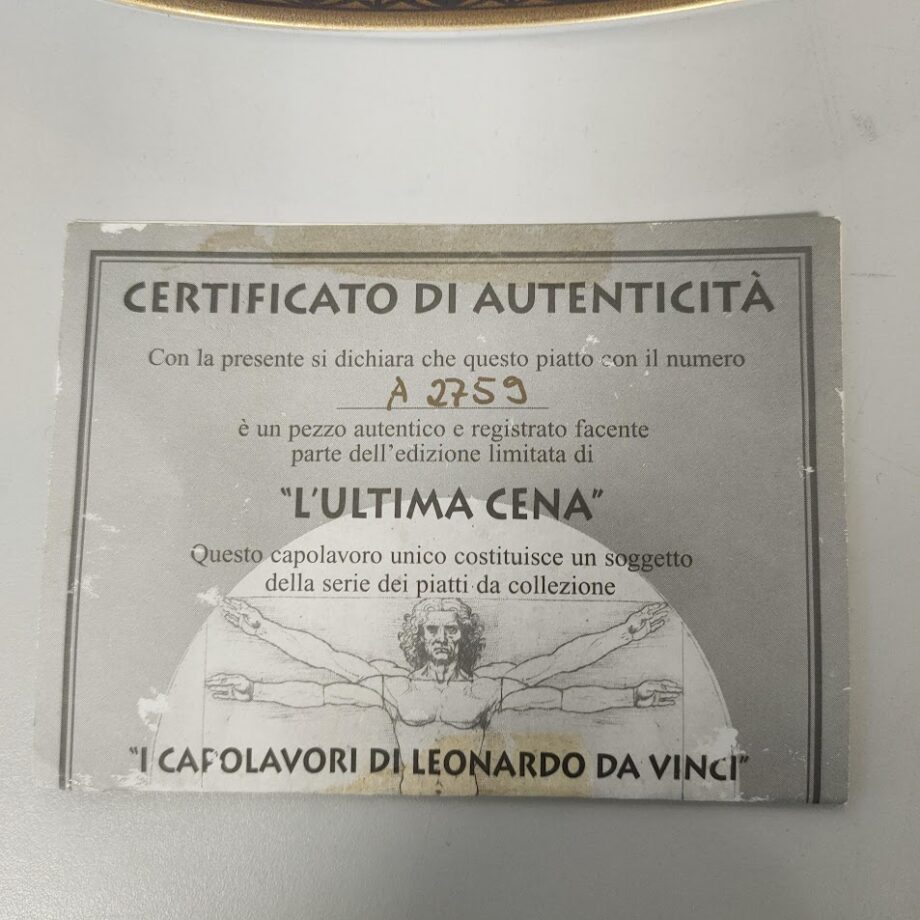 CERTIFICATO DI AUTENTICITÀ
Con la presente si dichiara che questo piatto con il numero
A 2759
è un pezzo autentico e registrato facente
parte dell'edizione limitata di
"L'ULTIMA CENA"
Questo capolavoro unico costituisce un soggetto
della serie dei piatti da collezione
"I CAPOLAVORI DI LEONARDO DA VINCI"